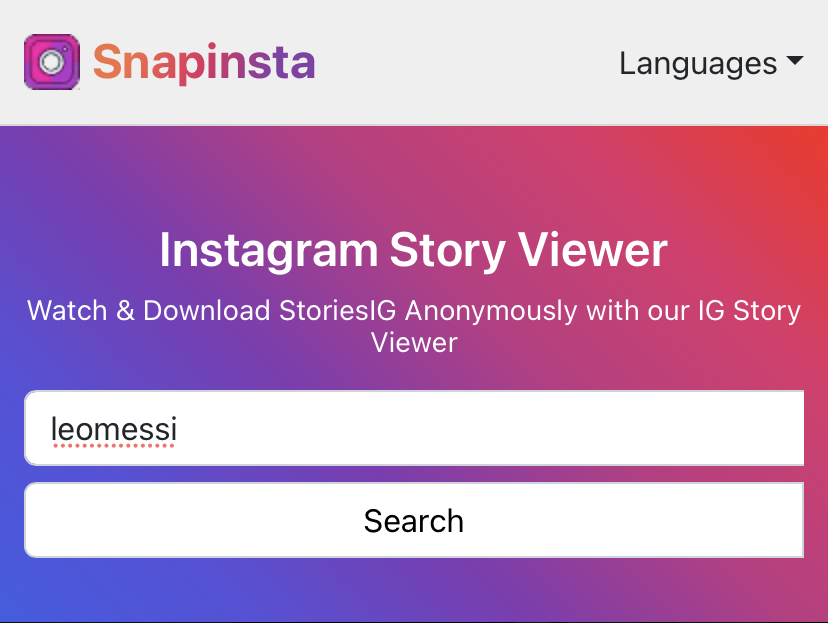 Snapinsta
Languages
Instagram Story Viewer
Watch & Download StoriesIG Anonymously with our IG Story
Viewer
leomessi
Search